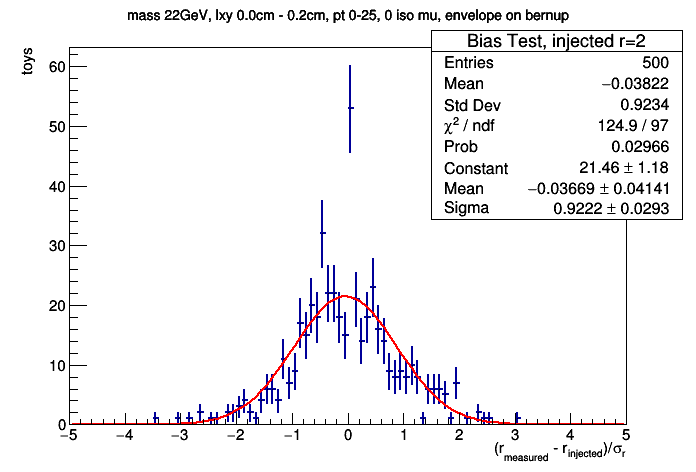 mass 22GeV, lxy 0.0cm - 0.2cm, pt 0-25, 0 iso mu, envelope on bernup
Bias Test, injected r=2
Entries 500
Mean −0.03822
Std Dev 0.9234
χ² / ndf 124.9 / 97
Prob 0.02966
Constant 21.46 ± 1.18
Mean −0.03669 ± 0.04141
Sigma 0.9222 ± 0.0293
toys
60
50
40
30
20
10
0
−5 −4 −3 −2 −1 0 1 2 3 4 5
(r_measured - r_injected)/σ_r